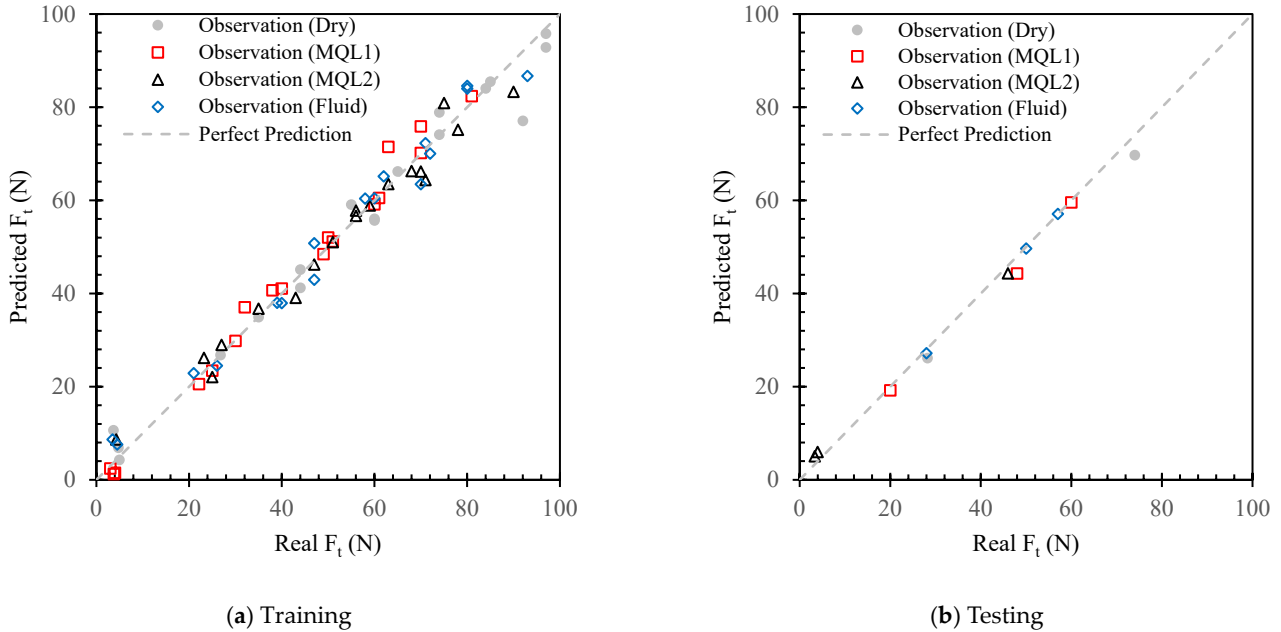 100
80
60
40
20
0
Predicted F_t (N)
Observation (Dry)
Observation (MQL1)
Observation (MQL2)
Observation (Fluid)
Perfect Prediction
0 20 40 60 80 100
Real F_t (N)
(a) Training
100
80
60
40
20
0
Predicted F_t (N)
Observation (Dry)
Observation (MQL1)
Observation (MQL2)
Observation (Fluid)
Perfect Prediction
0 20 40 60 80 100
Real F_t (N)
(b) Testing